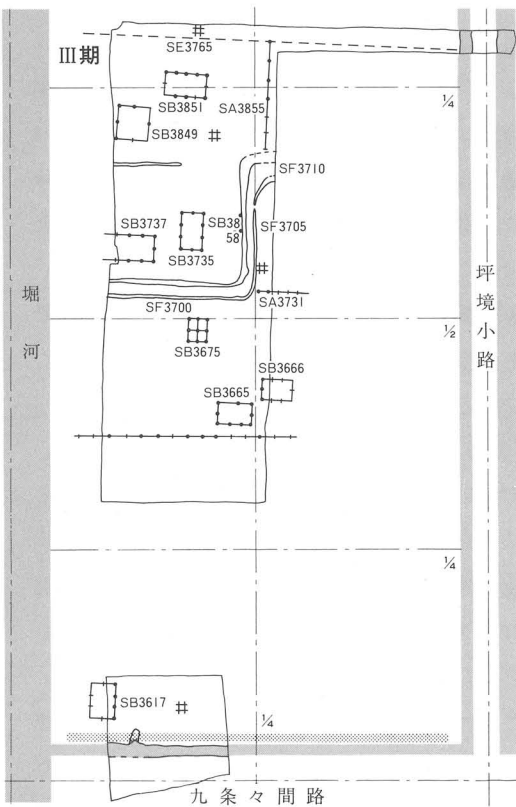 SE3765
III期
SB3851
SA3855
1/4
SB3849
SF3710
SB3737
SB38
58
SF3705
SB3735
坪境小路
堀河
SA3731
SF3700
1/2
SB3675
SB3666
SB3665
1/4
SB3617
1/4
九条々間路